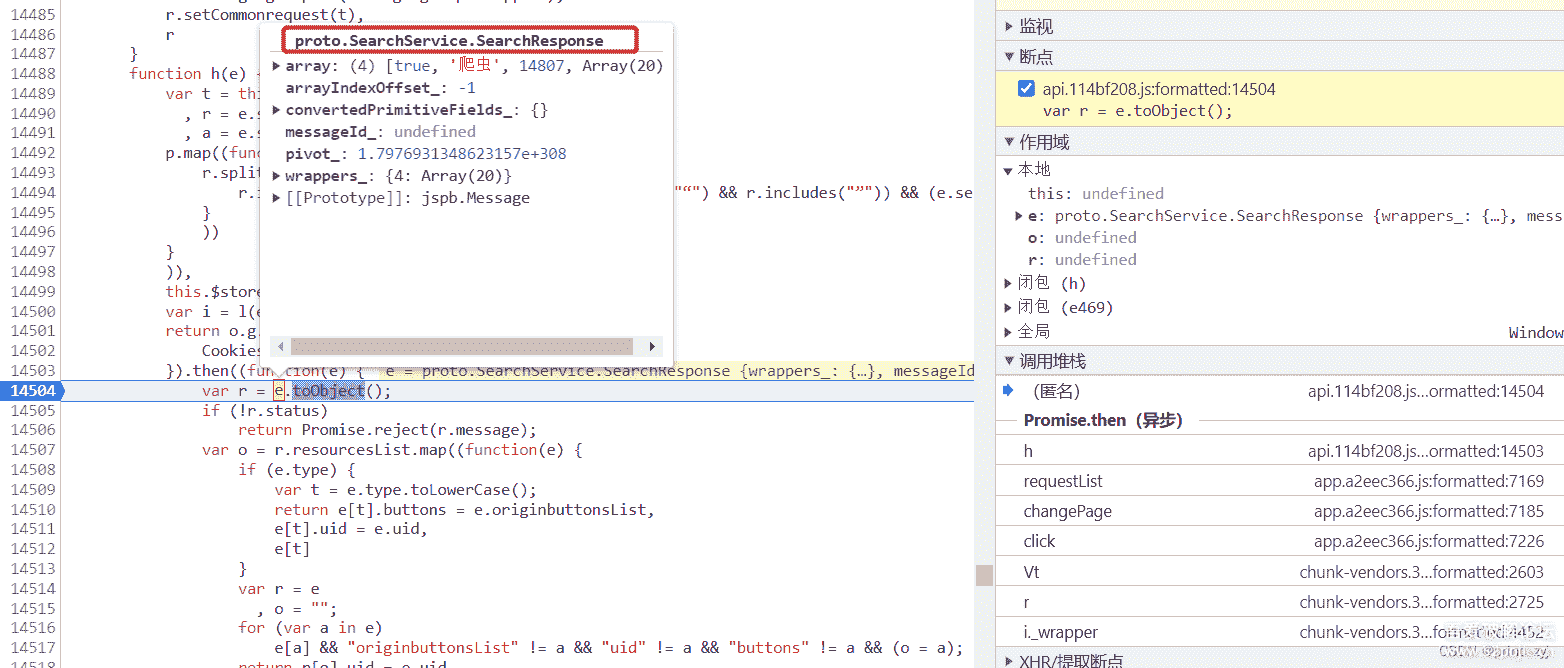 14485 r.setCommonrequest(t),
14486 r
14487 }
14488 function h(e) {
14489 var t = thi
14490 , r = e.s
14491 , a = e.s
14492 p.map((func
14493 r.split
14494 r.i "“") && r.includes("”")) && (e.se
14495 }
14496 ))
14497 }
14498 )),
14499 this.$store
14500 var i = l(e
14501 return o.g.
14502 Cookies
14503 }).then((function(e) { e = proto.SearchService.SearchResponse {wrappers_: {…}, messageId
14504 var r = e.toObject();
14505 if (!r.status)
14506 return Promise.reject(r.message);
14507 var o = r.resourcesList.map((function(e) {
14508 if (e.type) {
14509 var t = e.type.toLowerCase();
14510 return e[t].buttons = e.originbuttonsList,
14511 e[t].uid = e.uid,
14512 e[t]
14513 }
14514 var r = e
14515 , o = "";
14516 for (var a in e)
14517 e[a] && "originbuttonsList" != a && "uid" != a && "buttons" != a && (o = a);
14518
proto.SearchService.SearchResponse
array: (4) [true, '爬虫', 14807, Array(20)
arrayIndexOffset_: -1
convertedPrimitiveFields_: {}
messageId_: undefined
pivot_: 1.7976931348623157e+308
wrappers_: {4: Array(20)}
[[Prototype]]: jspb.Message
监视
断点
api.114bf208.js:formatted:14504
var r = e.toObject();
作用域
本地
this: undefined
e: proto.SearchService.SearchResponse {wrappers_: {…}, mess
o: undefined
r: undefined
闭包 (h)
闭包 (e469)
全局 Window
调用堆栈
(匿名) api.114bf208.js…ormatted:14504
Promise.then（异步）
h api.114bf208.js…ormatted:14503
requestList app.a2eec366.js:formatted:7169
changePage app.a2eec366.js:formatted:7185
click app.a2eec366.js:formatted:7226
Vt chunk-vendors.3…formatted:2603
r chunk-vendors.3…formatted:2725
i._wrapper chunk-vendors.3…formatted:4452
XHR/提取断点